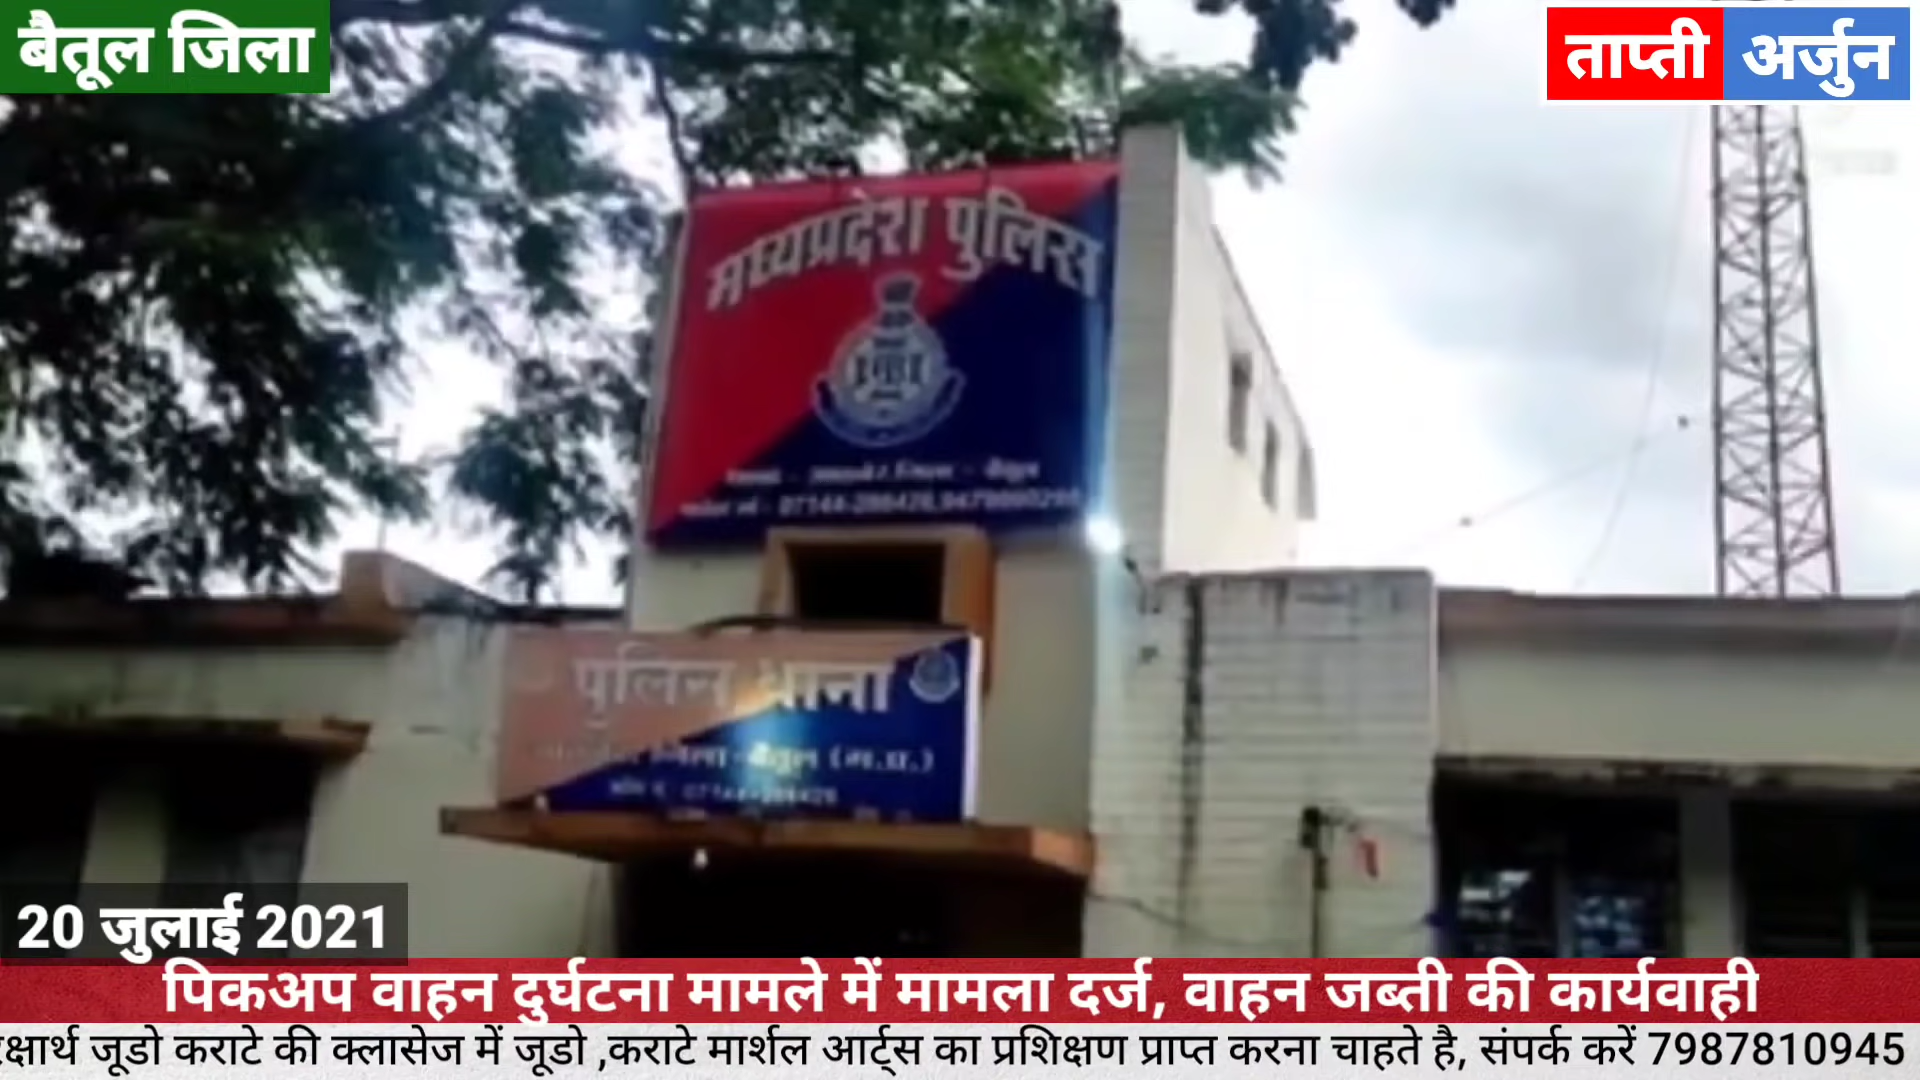 बैतूल जिला
ताप्ती अर्जुन
मध्यप्रदेश पुलिस
पुलिस थाना
जिला-बैतूल (म.प्र.)
20 जुलाई 2021
पिकअप वाहन दुर्घटना मामले में मामला दर्ज, वाहन जब्ती की कार्यवाही
क्षार्थ जूडो कराटे की क्लासेज में जूडो ,कराटे मार्शल आर्ट्स का प्रशिक्षण प्राप्त करना चाहते है, संपर्क करें 7987810945